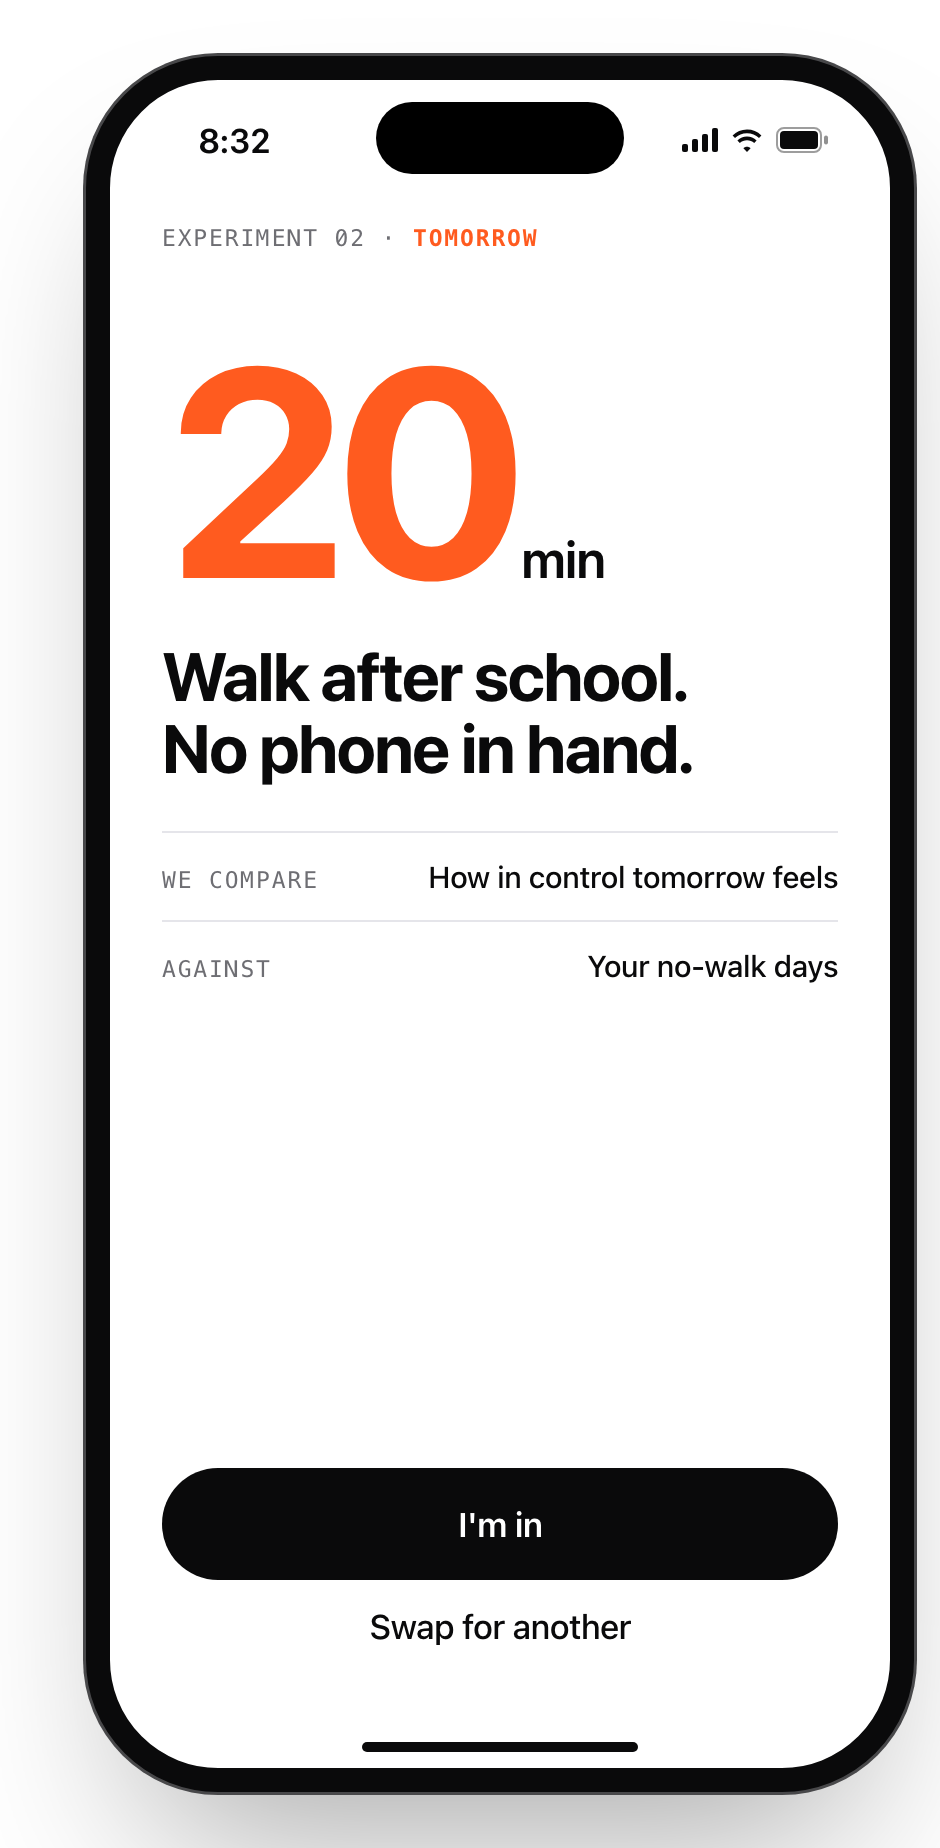 8:32
EXPERIMENT 02 · TOMORROW
20 min
Walk after school.
No phone in hand.
WE COMPARE How in control tomorrow feels
AGAINST Your no-walk days
I'm in
Swap for another